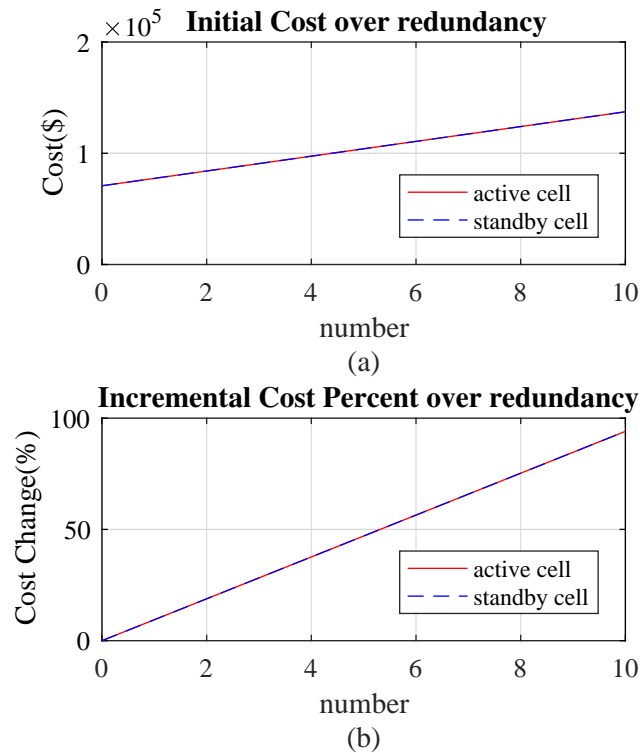 ×10^5
Initial Cost over redundancy
2
1
0
Cost($)
active cell
standby cell
0 2 4 6 8 10
number
(a)
Incremental Cost Percent over redundancy
100
50
0
Cost Change(%)
active cell
standby cell
0 2 4 6 8 10
number
(b)